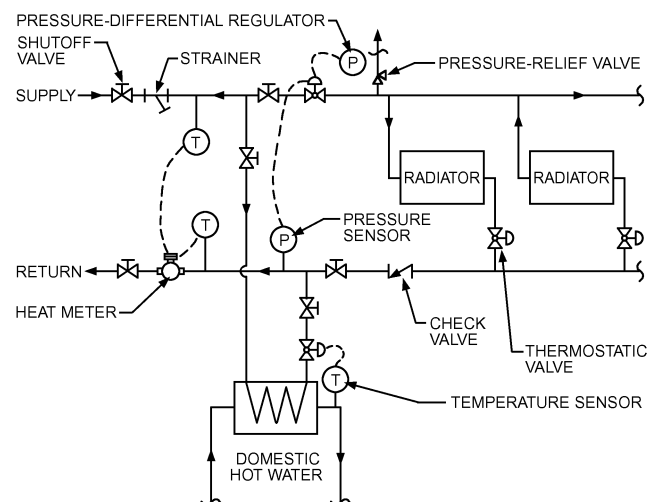 PRESSURE-DIFFERENTIAL REGULATOR
SHUTOFF
VALVE
STRAINER
P
PRESSURE-RELIEF VALVE
SUPPLY
T
RADIATOR
RADIATOR
T
P
PRESSURE
SENSOR
RETURN
HEAT METER
CHECK
VALVE
THERMOSTATIC
VALVE
T
TEMPERATURE SENSOR
DOMESTIC
HOT WATER